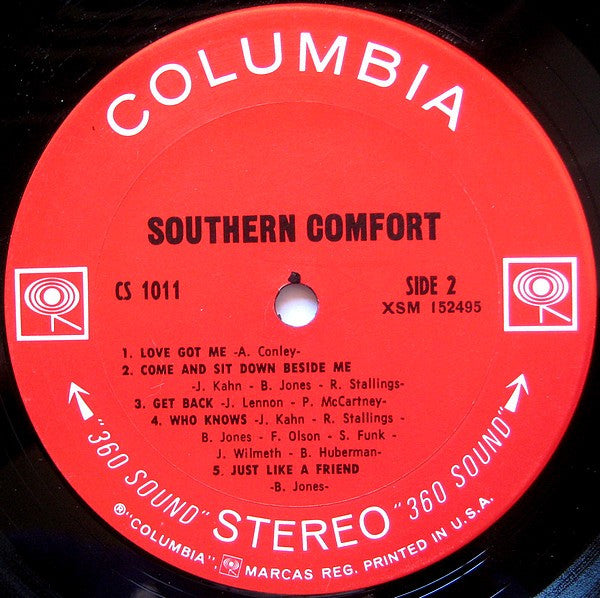 COLUMBIA
SOUTHERN COMFORT
CS 1011
SIDE 2
XSM 152495
1. LOVE GOT ME -A. Conley-
2. COME AND SIT DOWN BESIDE ME
-J. Kahn - B. Jones - R. Stallings-
3. GET BACK -J. Lennon - P. McCartney-
4. WHO KNOWS -J. Kahn - R. Stallings -
B. Jones - F. Olson - S. Funk -
J. Wilmeth - B. Huberman-
5. JUST LIKE A FRIEND
-B. Jones-
"360 SOUND" STEREO "360 SOUND"
®"COLUMBIA", MARCAS REG. PRINTED IN U.S.A.